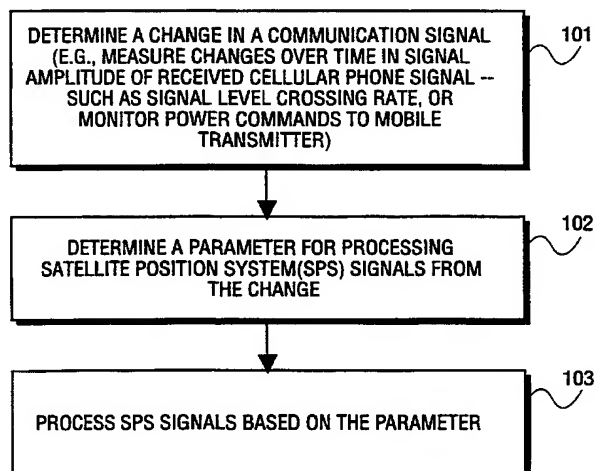 DETERMINE A CHANGE IN A COMMUNICATION SIGNAL
(E.G., MEASURE CHANGES OVER TIME IN SIGNAL
AMPLITUDE OF RECEIVED CELLULAR PHONE SIGNAL --
SUCH AS SIGNAL LEVEL CROSSING RATE, OR
MONITOR POWER COMMANDS TO MOBILE
TRANSMITTER)
101
DETERMINE A PARAMETER FOR PROCESSING
SATELLITE POSITION SYSTEM(SPS) SIGNALS FROM
THE CHANGE
102
PROCESS SPS SIGNALS BASED ON THE PARAMETER
103